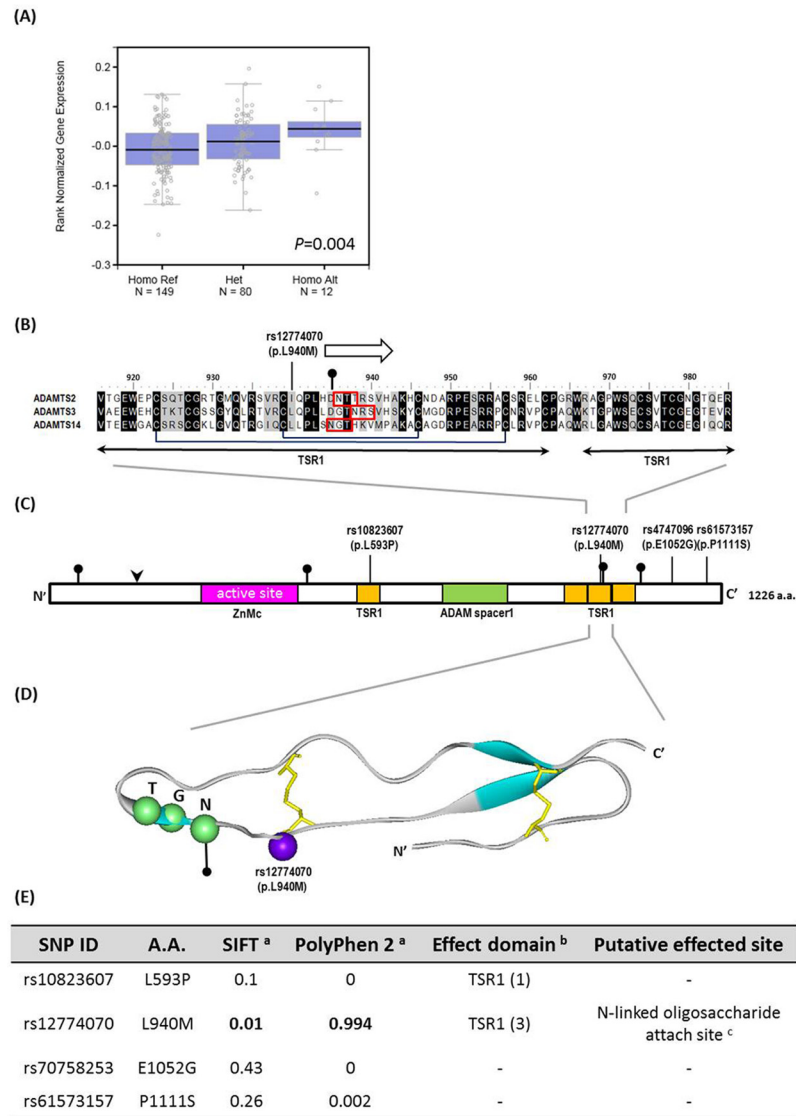 (A)
Rank Normalized Gene Expression
0.2
0.1
-0.0
-0.1
-0.2
-0.3
P=0.004
Homo Ref Het Homo Alt
N = 149 N = 80 N = 12
(B)
rs12774070
(p.L940M)
920 930 940 950 960 970 980
ADAMTS2
ADAMTS3
ADAMTS14
TSR1 TSR1
(C)
rs10823607 rs12774070 rs4747096 rs61573157
(p.L593P) (p.L940M) (p.E1052G)(p.P1111S)
N' active site C' 1226 a.a.
ZnMc TSR1 ADAM spacer1 TSR1
(D)
T G N
C'
N'
rs12774070
(p.L940M)
(E)
SNP ID A.A. SIFT a PolyPhen 2 a Effect domain b Putative effected site
rs10823607 L593P 0.1 0 TSR1 (1) -
rs12774070 L940M 0.01 0.994 TSR1 (3) N-linked oligosaccharide
attach site c
rs70758253 E1052G 0.43 0 - -
rs61573157 P1111S 0.26 0.002 - -